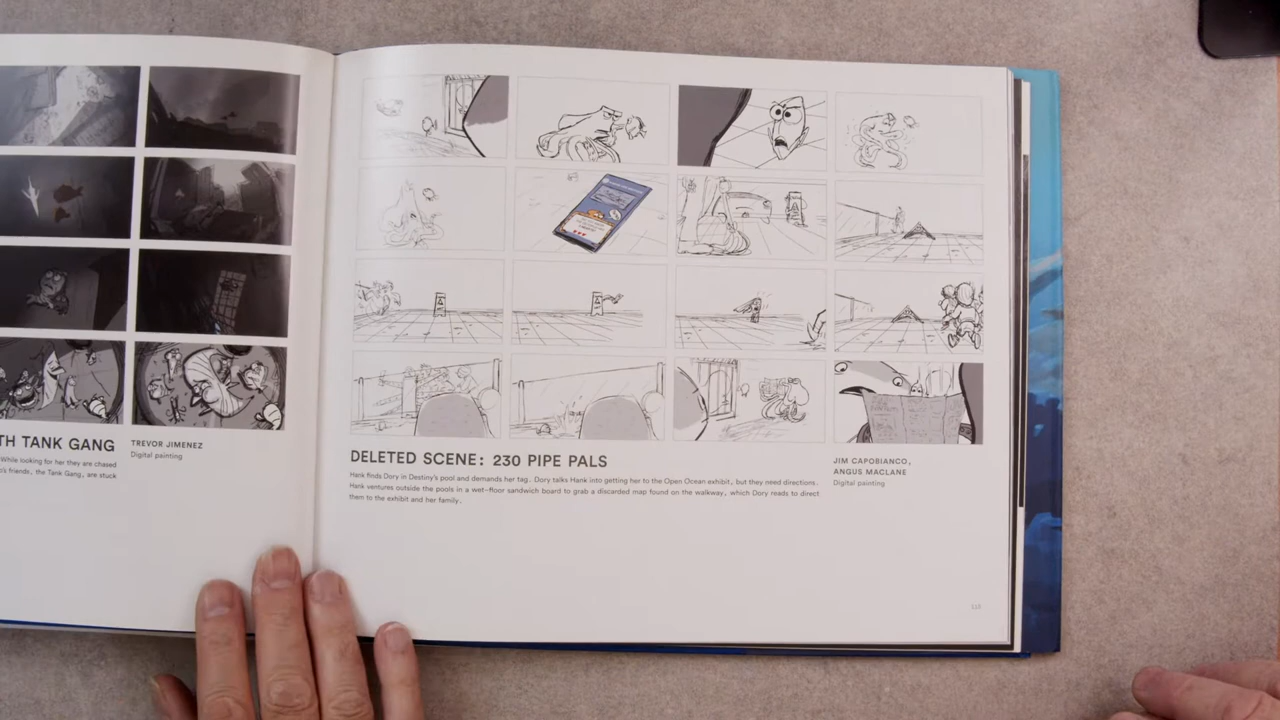 TH TANK GANG
TREVOR JIMENEZ
Digital painting
While looking for her they are chased
o's friends, the Tank Gang, are stuck
DELETED SCENE: 230 PIPE PALS
Hank finds Dory in Destiny's pool and demands her tag. Dory talks Hank into getting her to the Open Ocean exhibit, but they need directions.
Hank ventures outside the pools in a wet-floor sandwich board to grab a discarded map found on the walkway, which Dory reads to direct
them to the exhibit and her family.
JIM CAPOBIANCO,
ANGUS MACLANE
Digital painting